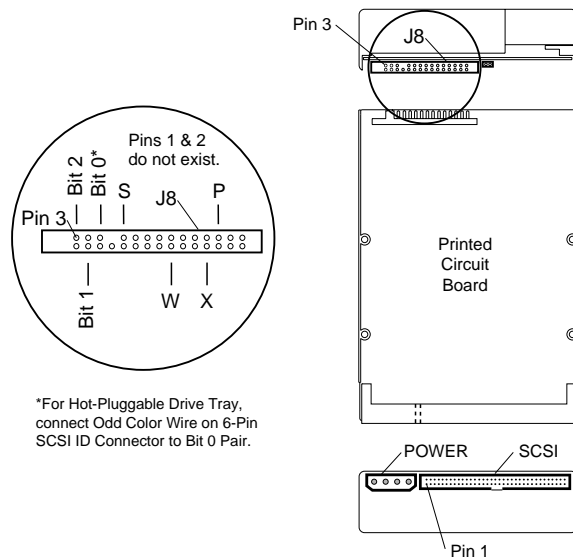 Pin 3
J8
Pins 1 & 2
do not exist.
Bit 2
Bit 0*
S
J8
P
Pin 3
Bit 1
W
X
Printed
Circuit
Board
*For Hot-Pluggable Drive Tray,
connect Odd Color Wire on 6-Pin
SCSI ID Connector to Bit 0 Pair.
POWER
SCSI
Pin 1